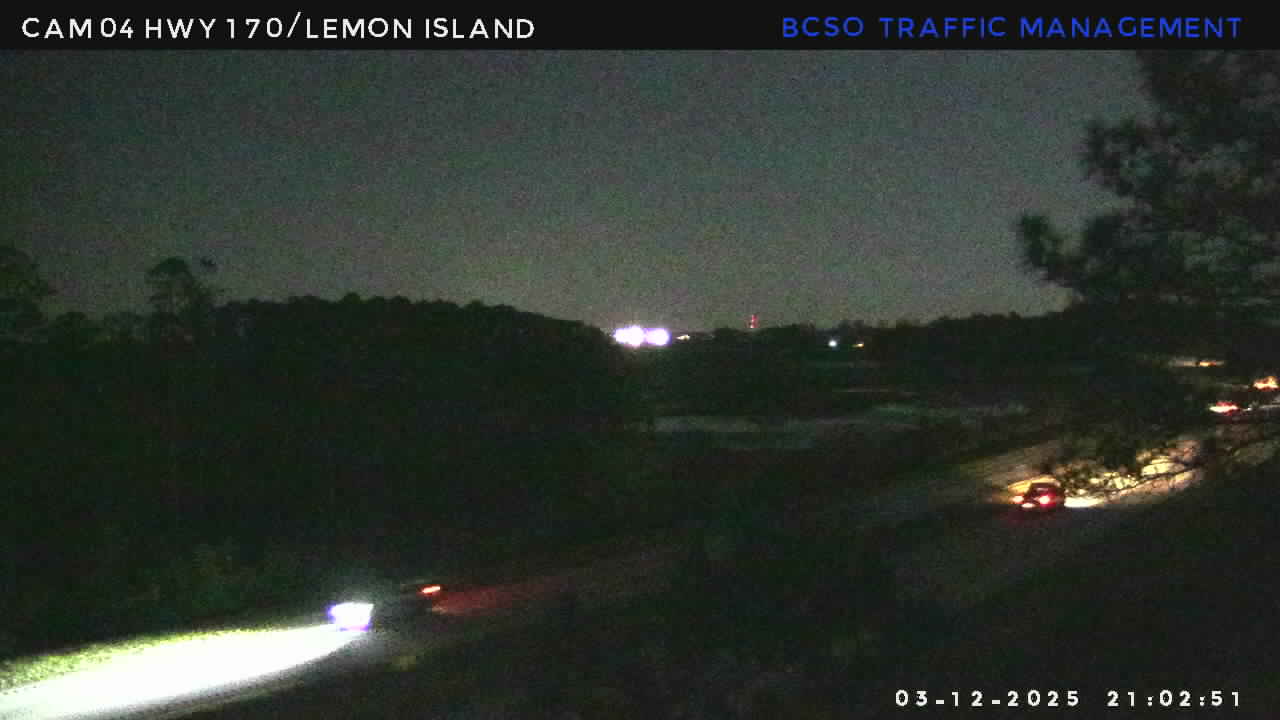 CAM04 HWY 170/LEMON ISLAND
BCSO TRAFFIC MANAGEMENT
03-12-2025 21:02:51